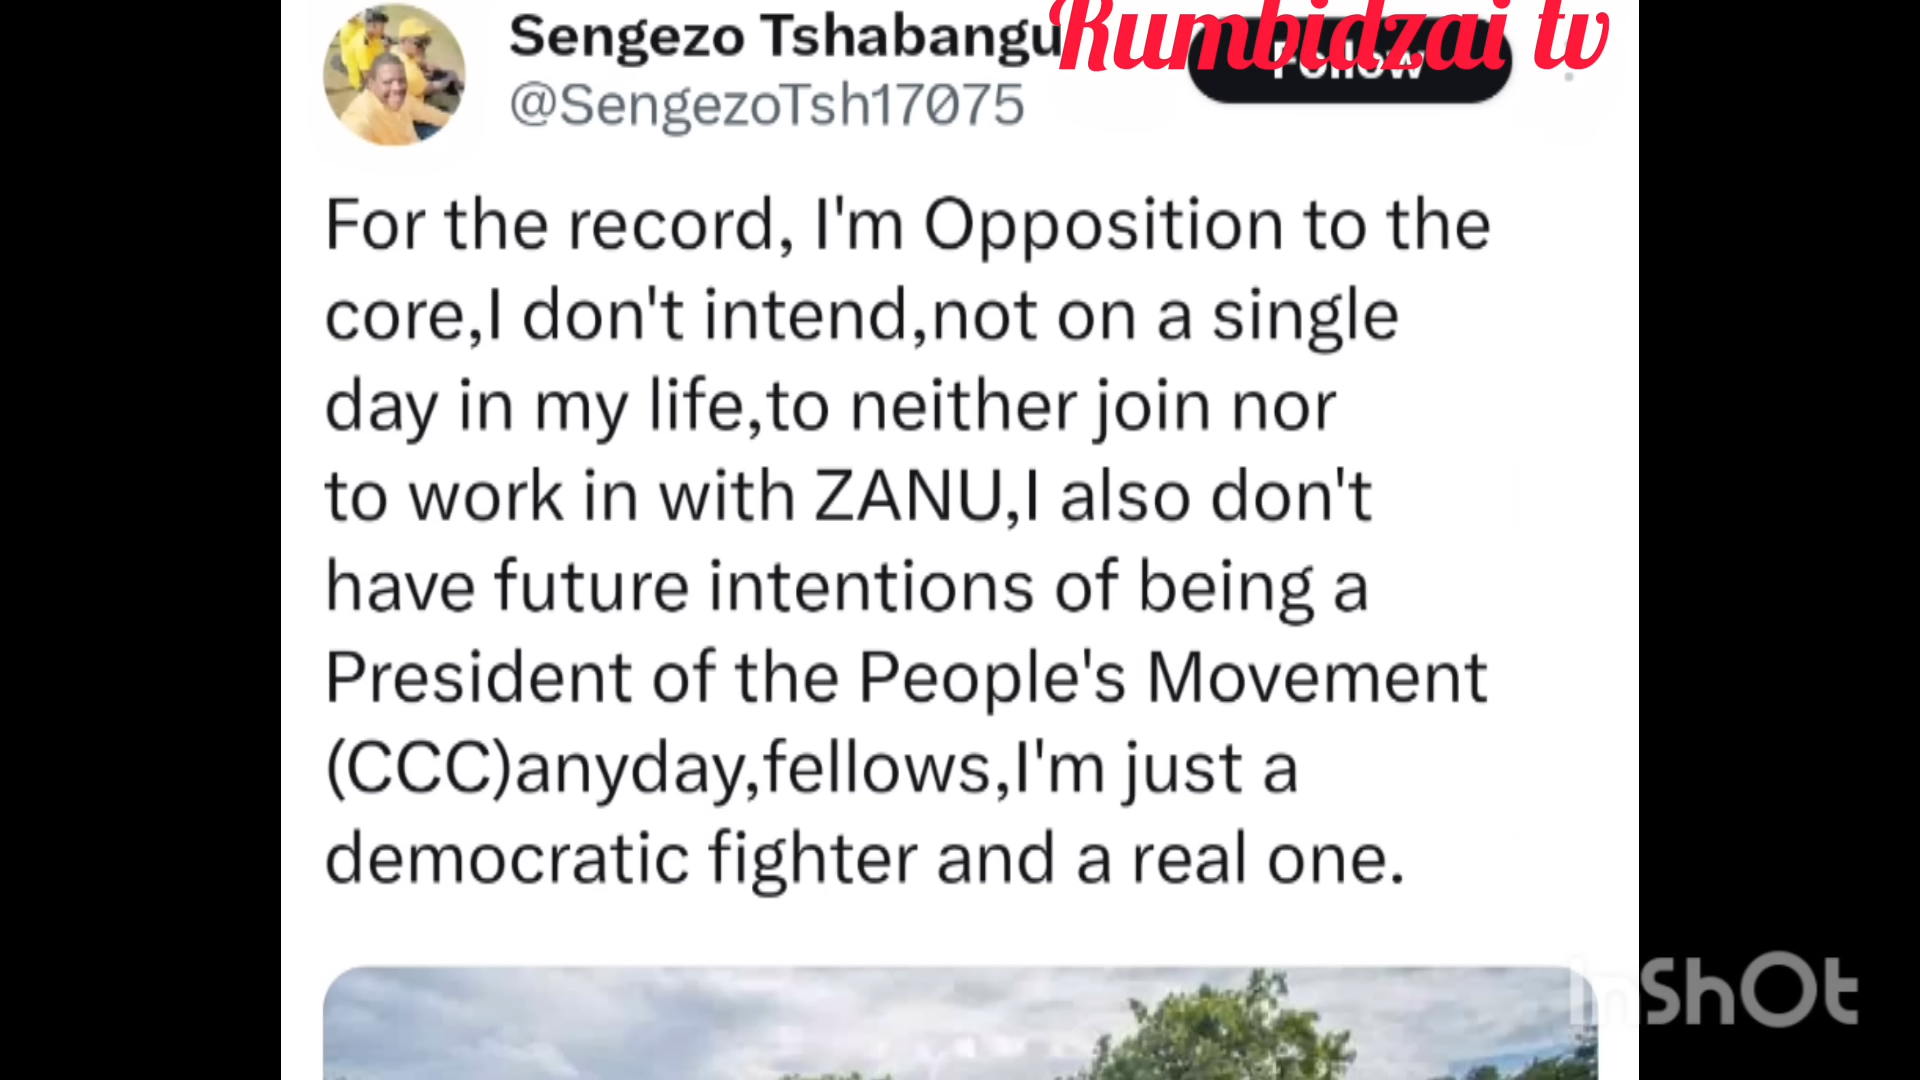 Sengezo Tshabangu
Rumbidzai tv
Follow
@SengezoTsh17075
For the record, I'm Opposition to the
core,I don't intend,not on a single
day in my life,to neither join nor
to work in with ZANU,I also don't
have future intentions of being a
President of the People's Movement
(CCC)anyday,fellows,I'm just a
democratic fighter and a real one.
InShOt